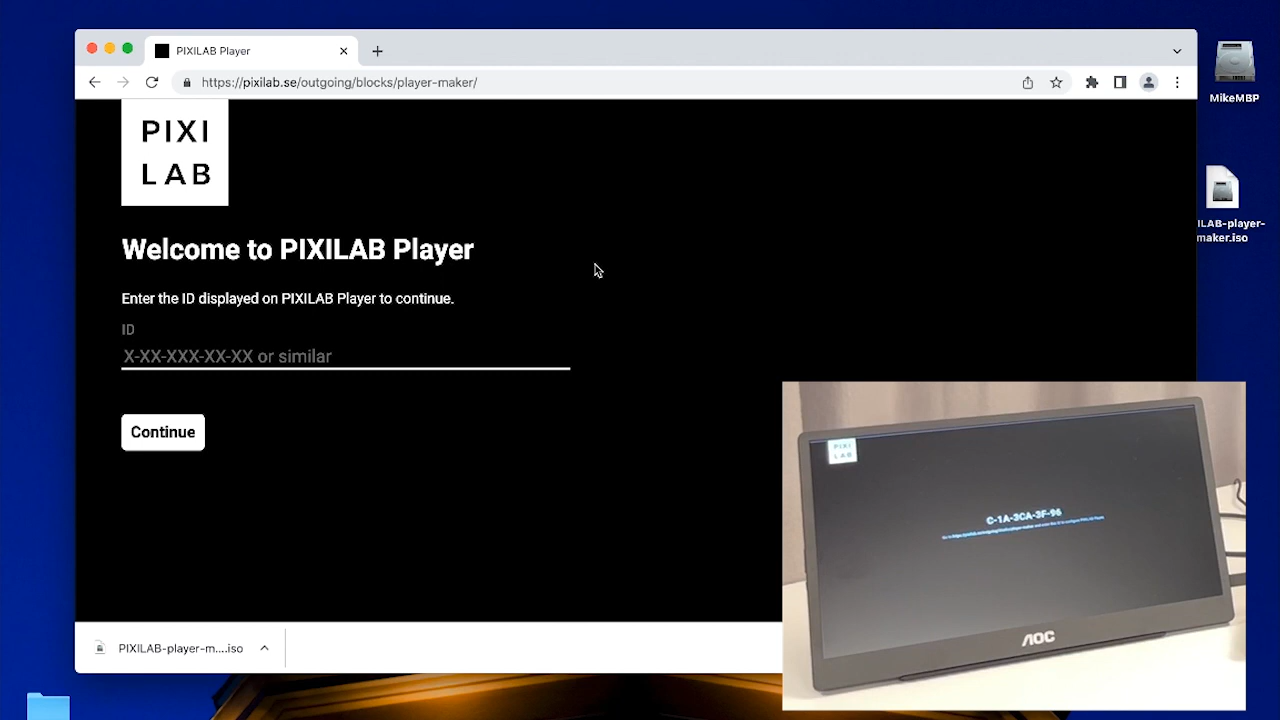 PIXILAB Player
https://pixilab.se/outgoing/blocks/player-maker/
MikeMBP
ILAB-player-
maker.iso
PIXI
LAB
Welcome to PIXILAB Player
Enter the ID displayed on PIXILAB Player to continue.
ID
X-XX-XXX-XX-XX or similar
Continue
PIXILAB-player-m....iso
PIXI
LAB
C-1A-3CA-3F-96
AOC